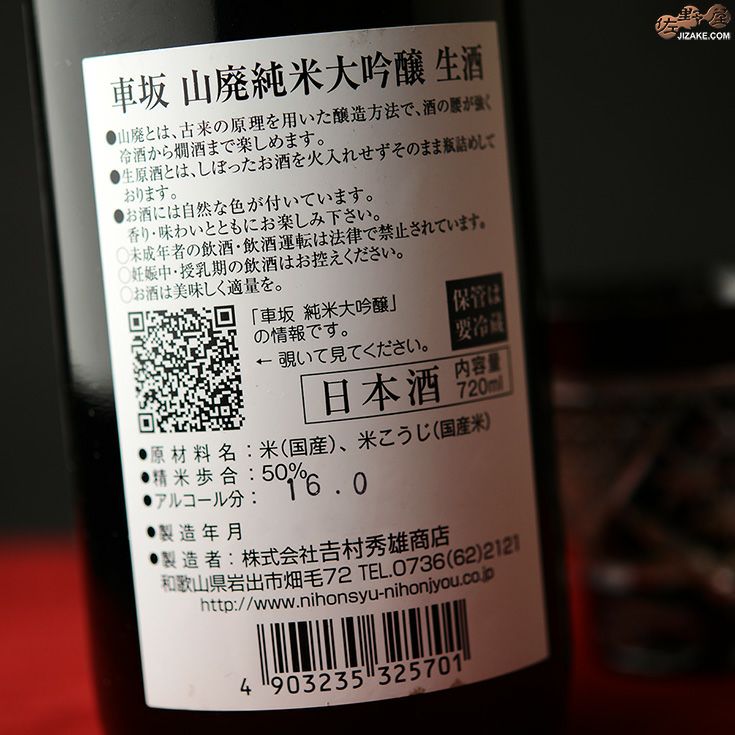 佐野屋
JIZAKE.COM
車坂 山廃純米大吟醸 生酒
●山廃とは、古来の原理を用いた醸造方法で、酒の腰が強く
冷酒から燗酒まで楽しめます。
●生原酒とは、しぼったお酒を火入れせずそのまま瓶詰めして
おります。
●お酒には自然な色が付いています。
香り・味わいとともにお楽しみ下さい。
○未成年者の飲酒・飲酒運転は法律で禁止されています。
○妊娠中・授乳期の飲酒はお控えください。
○お酒は美味しく適量を。
「車坂 純米大吟醸」
の情報です。
← 覗いて見てください。
保管は
要冷蔵
日本酒 内容量
720ml
●原材料名：米(国産)、米こうじ(国産米)
●精米歩合：50%
●アルコール分：16.0
●製造年月
●製造者：株式会社吉村秀雄商店
和歌山県岩出市畑毛72 TEL.0736(62)2121
http://www.nihonsyu-nihonjyou.co.jp
4 903235 325701